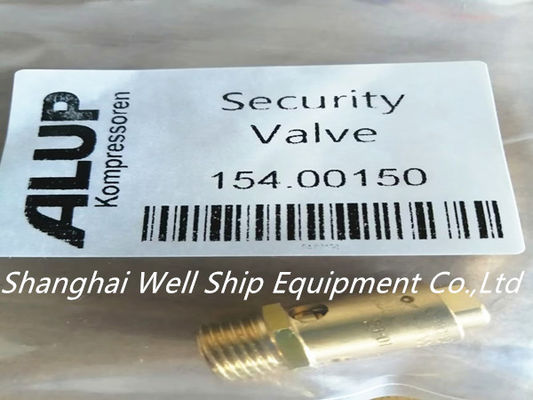 ALUP
Kompressoren
Security
Valve
154.00150
Shanghai Well Ship Equipment Co.,Ltd